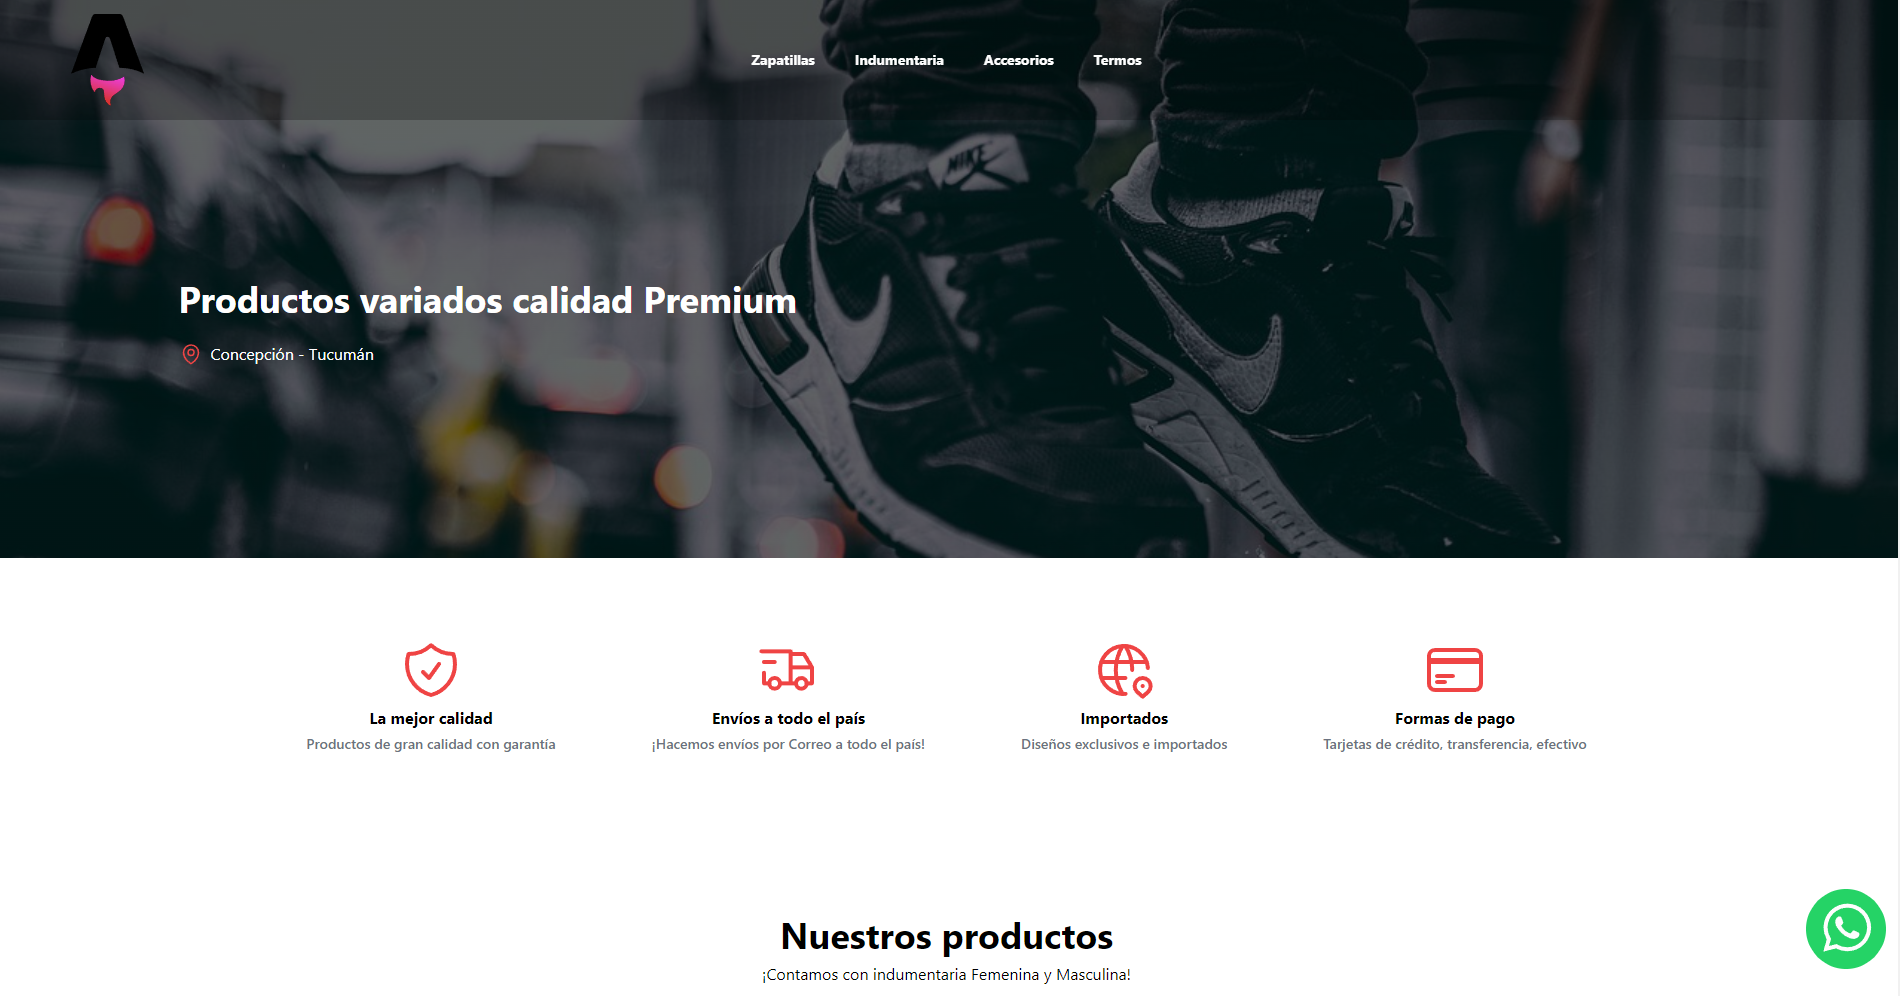 Zapatillas Indumentaria Accesorios Termos
NIKE
Productos variados calidad Premium
Concepción - Tucumán
La mejor calidad
Productos de gran calidad con garantía
Envíos a todo el país
¡Hacemos envíos por Correo a todo el país!
Importados
Diseños exclusivos e importados
Formas de pago
Tarjetas de crédito, transferencia, efectivo
Nuestros productos
¡Contamos con indumentaria Femenina y Masculina!